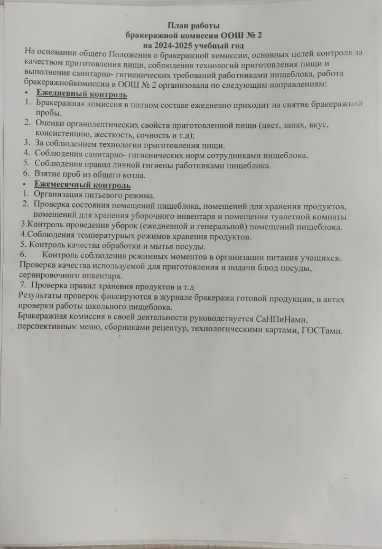 План работы
бракеражной комиссии ООШ № 2
на 2024-2025 учебный год
На основании общего Положения о бракеражной комиссии, основных целей контроля за
качеством приготовления пищи, соблюдения технологий приготовления пищи и
выполнения санитарно- гигиенических требований работниками пищеблока, работа
бракеражнойкомиссии в ООШ № 2 организована по следующим направлениям:
• Ежедневный контроль
1. Бракеражная комиссия в полном составе ежедневно приходит на снятие бракеражной
пробы.
2. Оценки органолептических свойств приготовленной пищи (цвет, запах, вкус,
консистенцию, жесткость, сочность и т.д);
3. За соблюдением технологии приготовления пищи.
4. Соблюдения санитарно- гигиенических норм сотрудниками пищеблока.
5. Соблюдения правил личной гигиены работниками пищеблока.
6. Взятие проб из общего котла.
• Ежемесячный контроль
1. Организация питьевого режима.
2. Проверка состояния помещений пищеблока, помещений для хранения продуктов,
помещений для хранения уборочного инвентаря и помещения туалетной комнаты.
3.Контроль проведения уборок (ежедневной и генеральной) помещений пищеблока.
4.Соблюдения температурных режимов хранения продуктов.
5. Контроль качества обработки и мытья посуды.
6. Контроль соблюдения режимных моментов в организации питания учащихся.
Проверка качества используемой для приготовления и подачи блюд посуды,
сервировочного инвентаря.
7. Проверка правил хранения продуктов и т.д
Результаты проверок фиксируются в журнале бракеража готовой продукции, в актах
проверки работы школьного пищеблока.
Бракеражная комиссия в своей деятельности руководствуется СаНПиНами,
перспективным меню, сборниками рецептур, технологическими картами, ГОСТами.